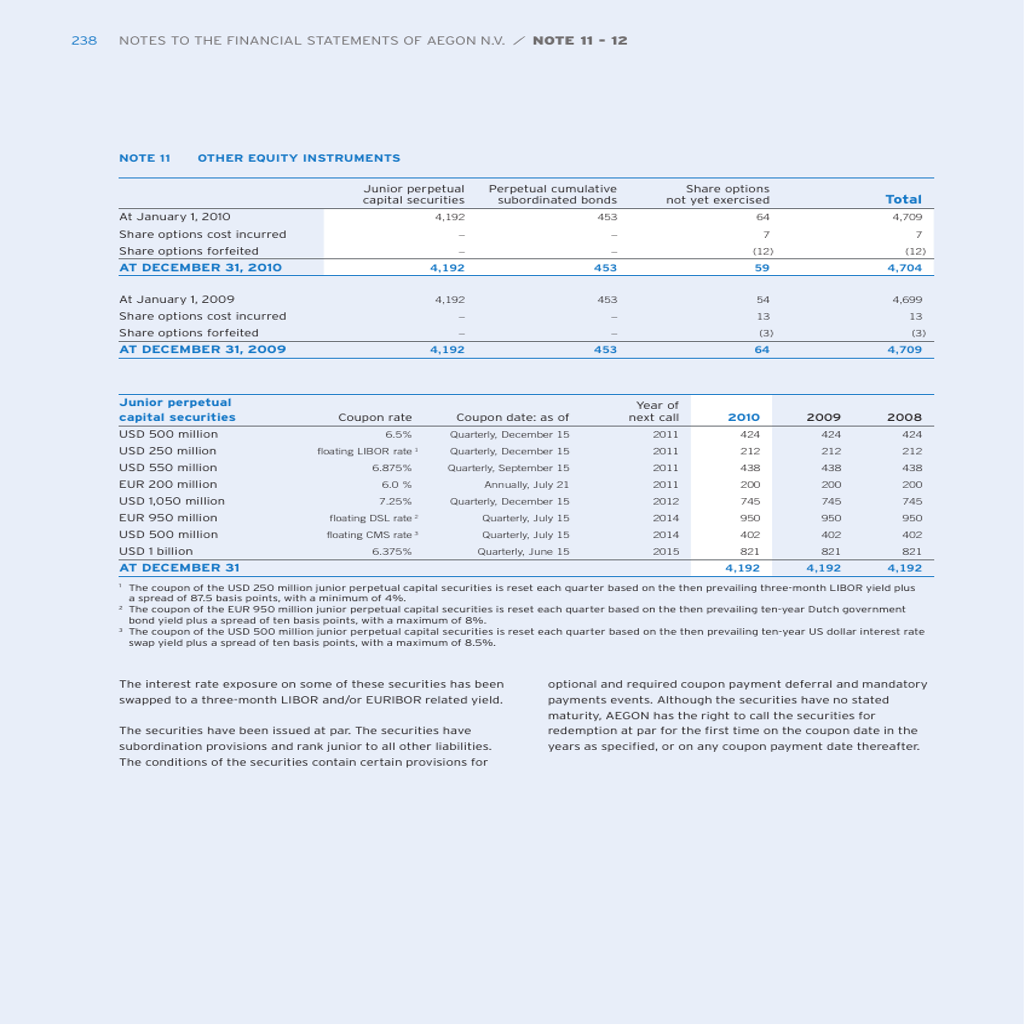 238 NOTES TO THE FINANCIAL STATEMENTS OF AEGON N.V. / NOTE 11 - 12
NOTE 11 OTHER EQUITY INSTRUMENTS
Junior perpetual Perpetual cumulative Share options
capital securities subordinated bonds not yet exercised Total
At January 1, 2010 4,192 453 64 4,709
Share options cost incurred – – 7 7
Share options forfeited – – (12) (12)
AT DECEMBER 31, 2010 4,192 453 59 4,704
At January 1, 2009 4,192 453 54 4,699
Share options cost incurred – – 13 13
Share options forfeited – – (3) (3)
AT DECEMBER 31, 2009 4,192 453 64 4,709
Junior perpetual Year of
capital securities Coupon rate Coupon date: as of next call 2010 2009 2008
USD 500 million 6.5% Quarterly, December 15 2011 424 424 424
USD 250 million floating LIBOR rate ¹ Quarterly, December 15 2011 212 212 212
USD 550 million 6.875% Quarterly, September 15 2011 438 438 438
EUR 200 million 6.0 % Annually, July 21 2011 200 200 200
USD 1,050 million 7.25% Quarterly, December 15 2012 745 745 745
EUR 950 million floating DSL rate ² Quarterly, July 15 2014 950 950 950
USD 500 million floating CMS rate ³ Quarterly, July 15 2014 402 402 402
USD 1 billion 6.375% Quarterly, June 15 2015 821 821 821
AT DECEMBER 31 4,192 4,192 4,192
¹ The coupon of the USD 250 million junior perpetual capital securities is reset each quarter based on the then prevailing three-month LIBOR yield plus
a spread of 87.5 basis points, with a minimum of 4%.
² The coupon of the EUR 950 million junior perpetual capital securities is reset each quarter based on the then prevailing ten-year Dutch government
bond yield plus a spread of ten basis points, with a maximum of 8%.
³ The coupon of the USD 500 million junior perpetual capital securities is reset each quarter based on the then prevailing ten-year US dollar interest rate
swap yield plus a spread of ten basis points, with a maximum of 8.5%.
The interest rate exposure on some of these securities has been
swapped to a three-month LIBOR and/or EURIBOR related yield.
The securities have been issued at par. The securities have
subordination provisions and rank junior to all other liabilities.
The conditions of the securities contain certain provisions for
optional and required coupon payment deferral and mandatory
payments events. Although the securities have no stated
maturity, AEGON has the right to call the securities for
redemption at par for the first time on the coupon date in the
years as specified, or on any coupon payment date thereafter.